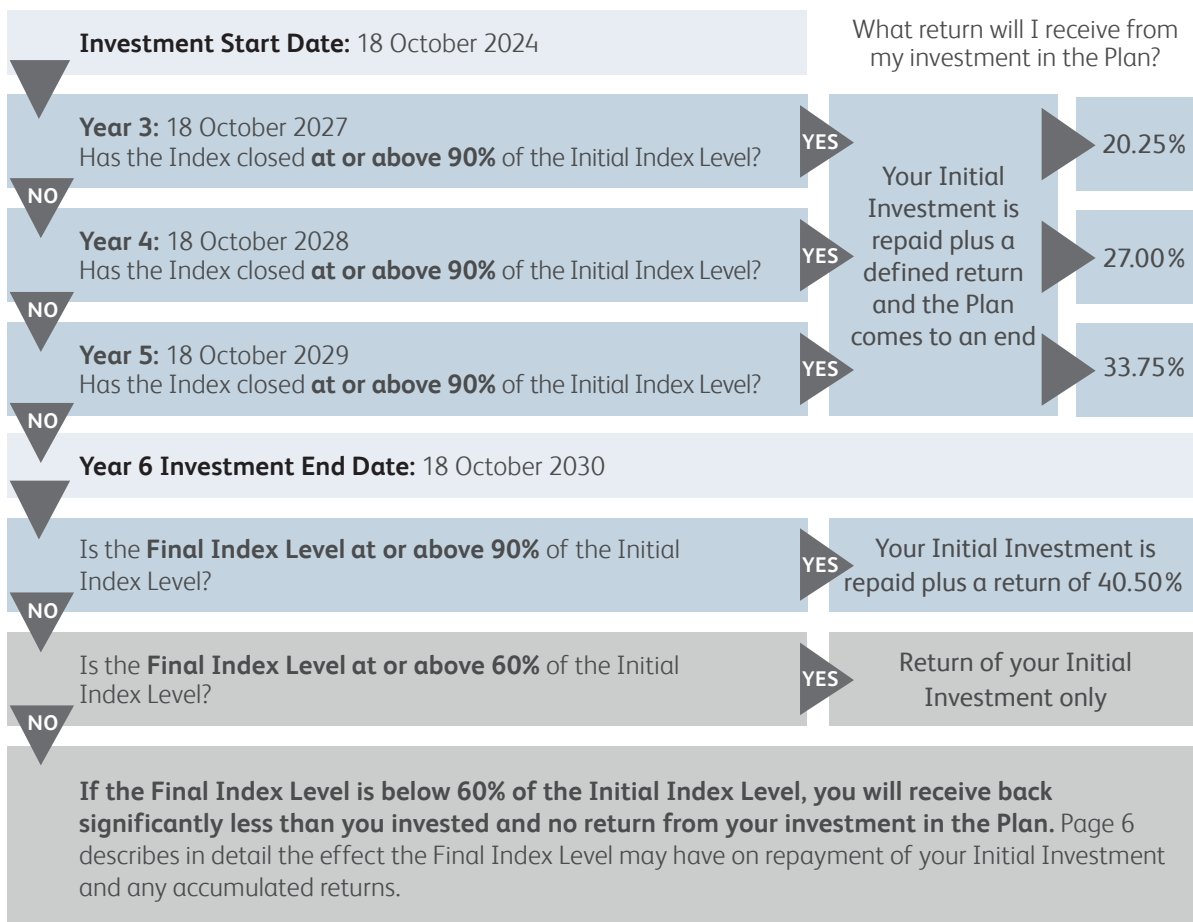 Investment Start Date: 18 October 2024
What return will I receive from
my investment in the Plan?
Year 3: 18 October 2027
Has the Index closed at or above 90% of the Initial Index Level?
YES
20.25%
NO
Year 4: 18 October 2028
Has the Index closed at or above 90% of the Initial Index Level?
YES
27.00%
NO
Year 5: 18 October 2029
Has the Index closed at or above 90% of the Initial Index Level?
YES
33.75%
Your Initial
Investment is
repaid plus a
defined return
and the Plan
comes to an end
NO
Year 6 Investment End Date: 18 October 2030
Is the Final Index Level at or above 90% of the Initial
Index Level?
YES
Your Initial Investment is
repaid plus a return of 40.50%
NO
Is the Final Index Level at or above 60% of the Initial
Index Level?
YES
Return of your Initial
Investment only
NO
If the Final Index Level is below 60% of the Initial Index Level, you will receive back
significantly less than you invested and no return from your investment in the Plan. Page 6
describes in detail the effect the Final Index Level may have on repayment of your Initial Investment
and any accumulated returns.